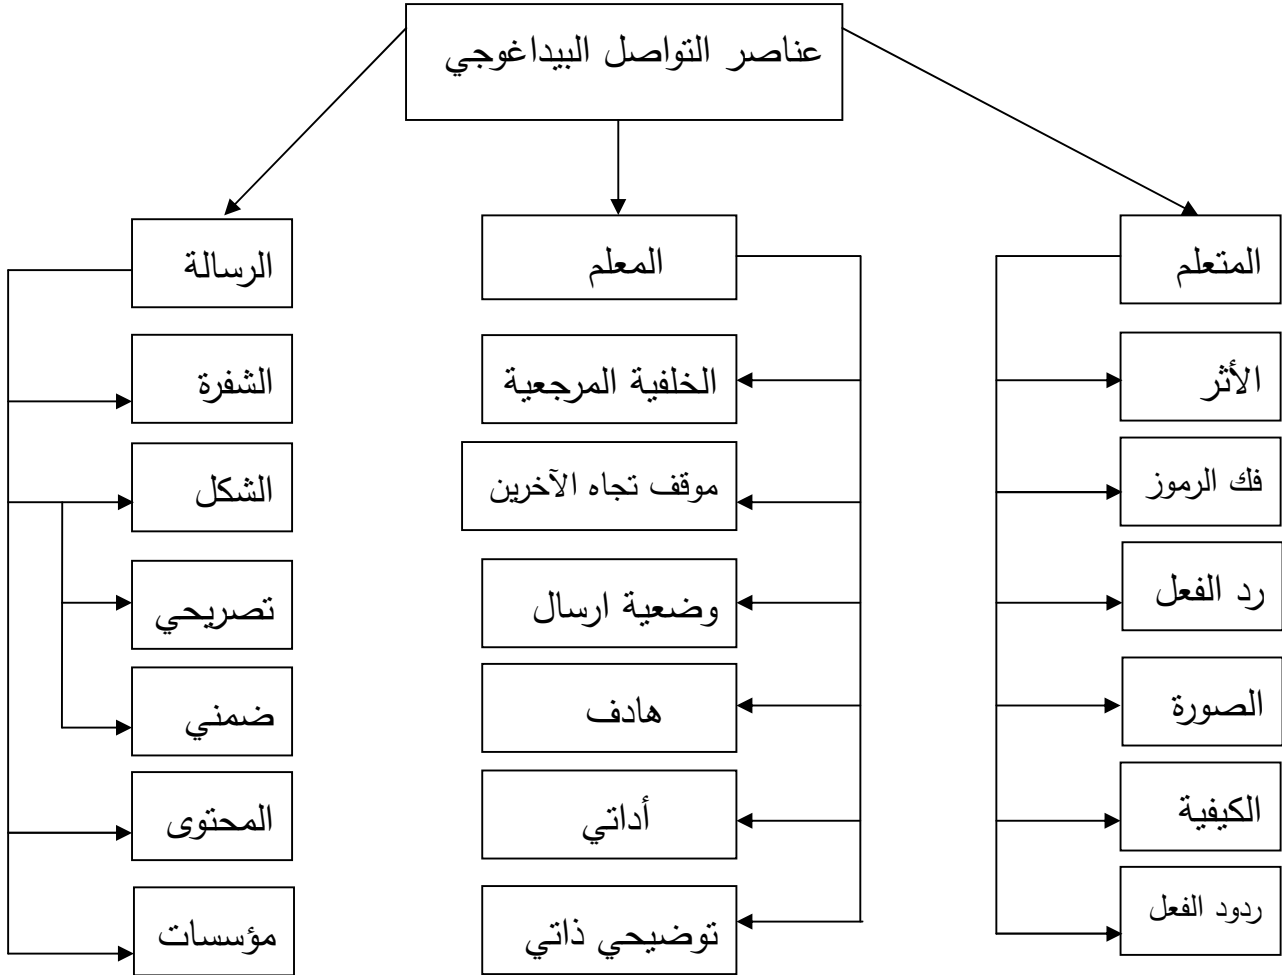 عناصر التواصل البيداغوجي
المتعلم
الأثر
فك الرموز
رد الفعل
الصورة
الكيفية
ردود الفعل
المعلم
الخلفية المرجعية
موقف تجاه الآخرين
وضعية ارسال
هادف
أداتي
توضيحي ذاتي
الرسالة
الشفرة
الشكل
تصريحي
ضمني
المحتوى
مؤسسات